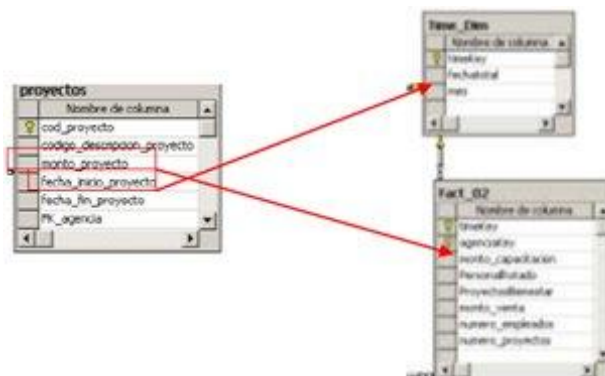 proyectos
Nombre de columna
cod_proyecto
codigo_descripcion_proyecto
monto_proyecto
fecha_inicio_proyecto
fecha_fin_proyecto
FK_agencia
Time_Dim
Nombre de columna
timeKey
fechatotal
mes
Fact_02
Nombre de columna
timeKey
agenciaKey
monto_capacitacion
PersonalRotado
ProyectosBienestar
monto_venta
numero_empleados
numero_proyectos